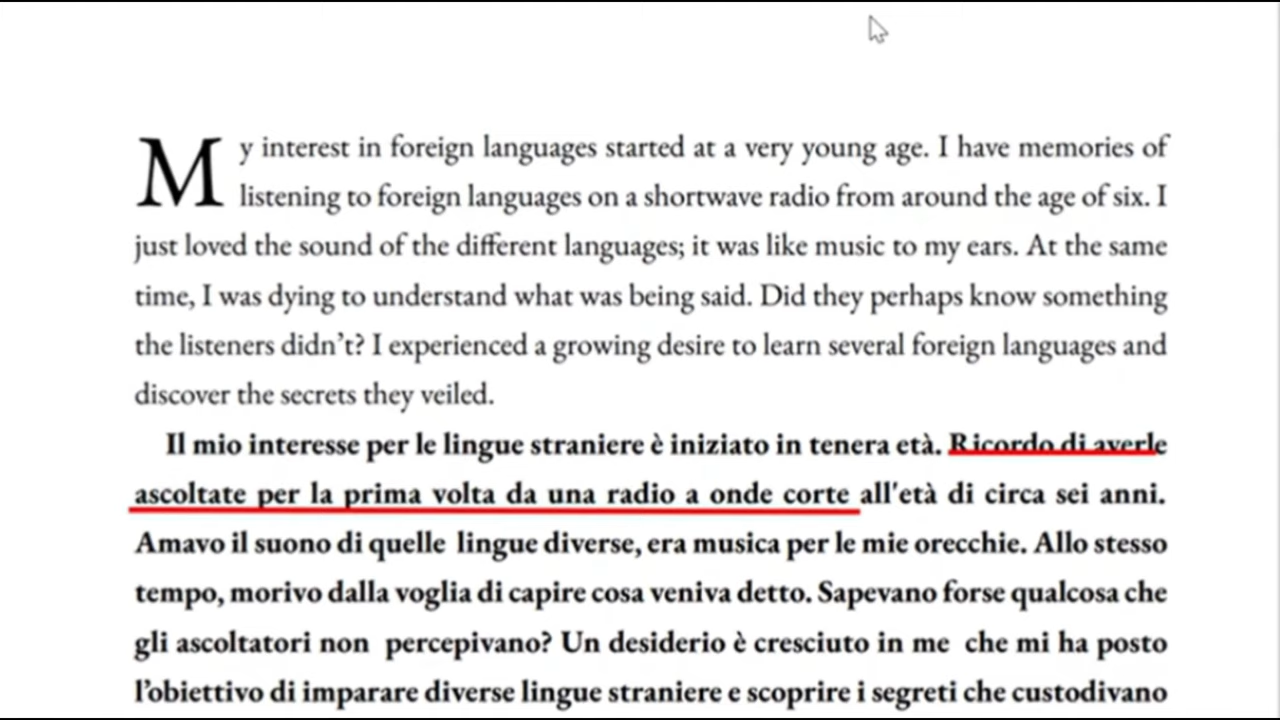 My interest in foreign languages started at a very young age. I have memories of
listening to foreign languages on a shortwave radio from around the age of six. I
just loved the sound of the different languages; it was like music to my ears. At the same
time, I was dying to understand what was being said. Did they perhaps know something
the listeners didn’t? I experienced a growing desire to learn several foreign languages and
discover the secrets they veiled.
Il mio interesse per le lingue straniere è iniziato in tenera età. Ricordo di averle
ascoltate per la prima volta da una radio a onde corte all'età di circa sei anni.
Amavo il suono di quelle lingue diverse, era musica per le mie orecchie. Allo stesso
tempo, morivo dalla voglia di capire cosa veniva detto. Sapevano forse qualcosa che
gli ascoltatori non percepivano? Un desiderio è cresciuto in me che mi ha posto
l’obiettivo di imparare diverse lingue straniere e scoprire i segreti che custodivano